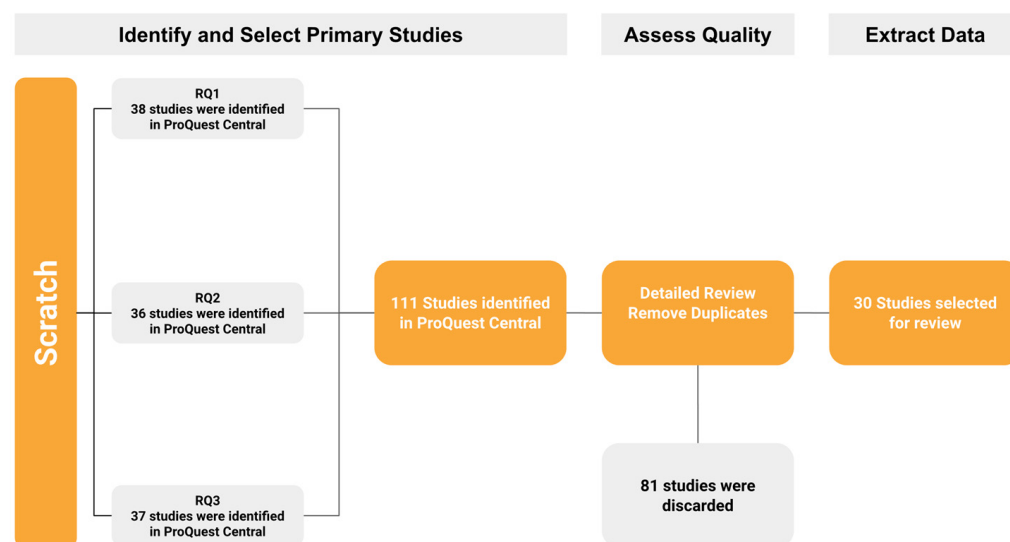 Identify and Select Primary Studies
Assess Quality
Extract Data
Scratch
RQ1
38 studies were identified
in ProQuest Central
RQ2
36 studies were identified
in ProQuest Central
RQ3
37 studies were identified
in ProQuest Central
111 Studies identified
in ProQuest Central
Detailed Review
Remove Duplicates
81 studies were
discarded
30 Studies selected
for review